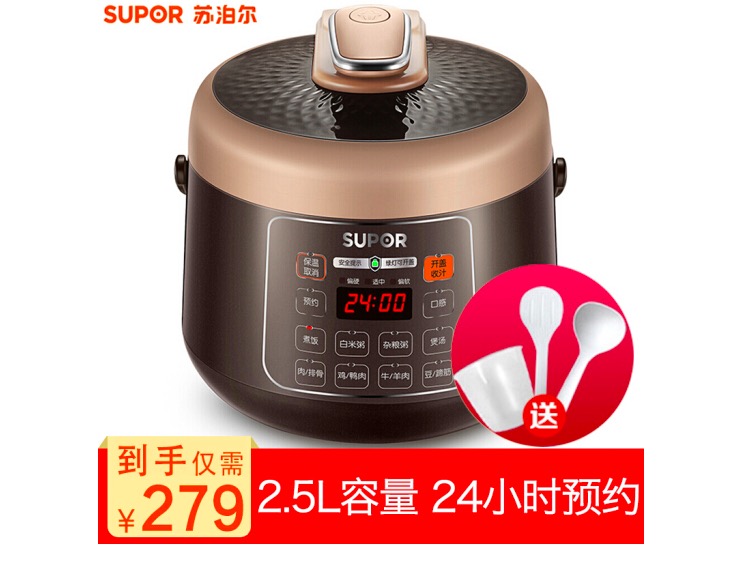 SUPOR 苏泊尔
SUPOR
保温
取消
安全提示
绿灯可开盖
开盖
收汁
偏硬 适中 偏软
预约
24:00
口感
煮饭
白米粥
杂粮粥
煲汤
肉/排骨
鸡/鸭肉
牛/羊肉
豆/蹄筋
送
到手仅需
¥279
2.5L容量 24小时预约